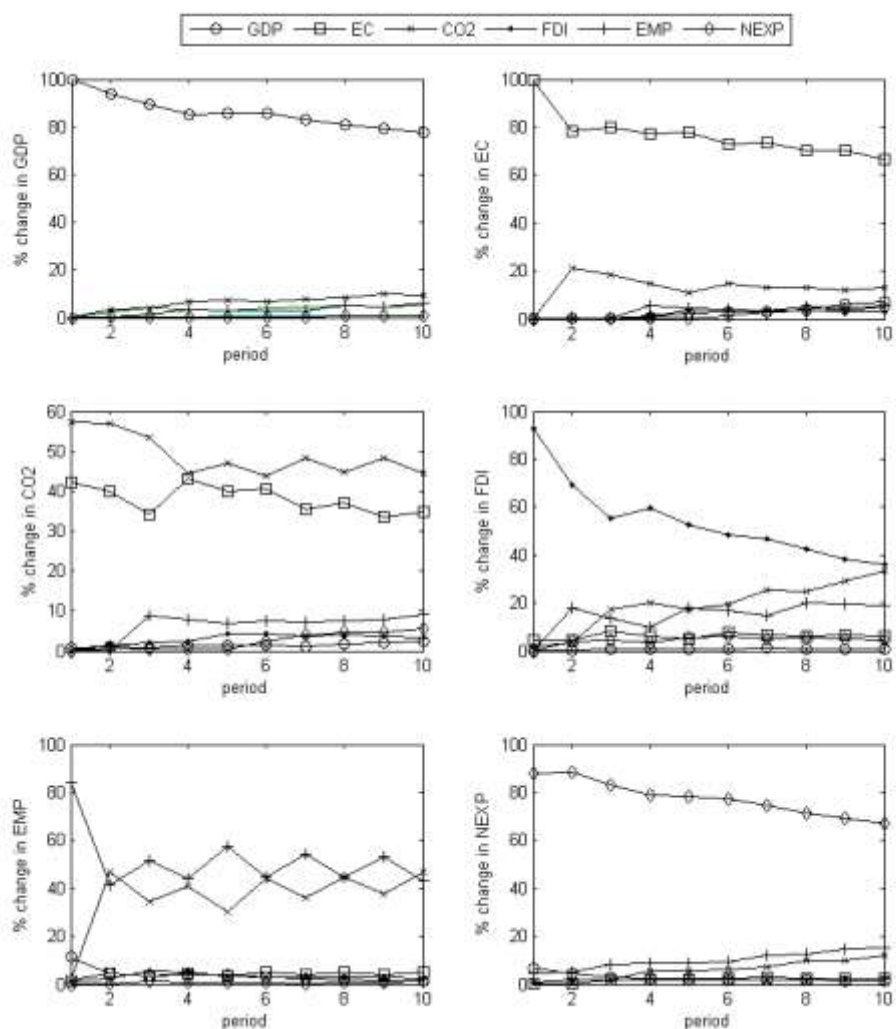 GDP EC CO2 FDI EMP NEXP
100
80
60
40
20
0
2 4 6 8 10
period
% change in GDP
100
80
60
40
20
0
2 4 6 8 10
period
% change in EC
60
50
40
30
20
10
0
2 4 6 8 10
period
% change in CO2
100
80
60
40
20
0
2 4 6 8 10
period
% change in FDI
100
80
60
40
20
0
2 4 6 8 10
period
% change in EMP
100
80
60
40
20
0
2 4 6 8 10
period
% change in NEXP